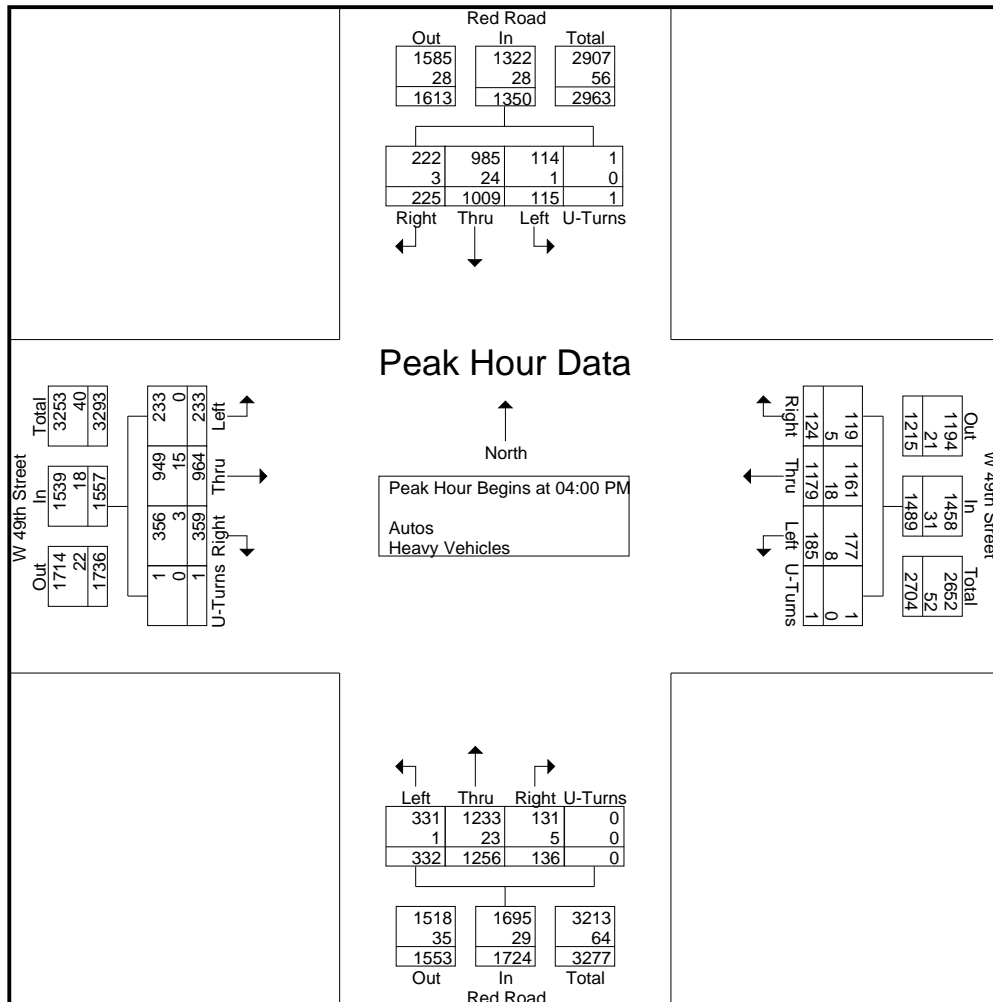 Red Road
Out In Total
1585 1322 2907
28 28 56
1613 1350 2963
222 985 114 1
3 24 1 0
225 1009 115 1
Right Thru Left U-Turns
Peak Hour Data
North
Peak Hour Begins at 04:00 PM
Autos
Heavy Vehicles
W 49th Street
Out In Total
1714 1539 3253
22 18 40
1736 1557 3293
1 356 949 233
0 3 15 0
1 359 964 233
U-Turns Right Thru Left
W 49th Street
Out In Total
1194 1458 2652
21 31 52
1215 1489 2704
119 1161 177 1
5 18 8 0
124 1179 185 1
Right Thru Left U-Turns
Left Thru Right U-Turns
331 1233 131 0
1 23 5 0
332 1256 136 0
1518 1695 3213
35 29 64
1553 1724 3277
Out In Total
Red Road